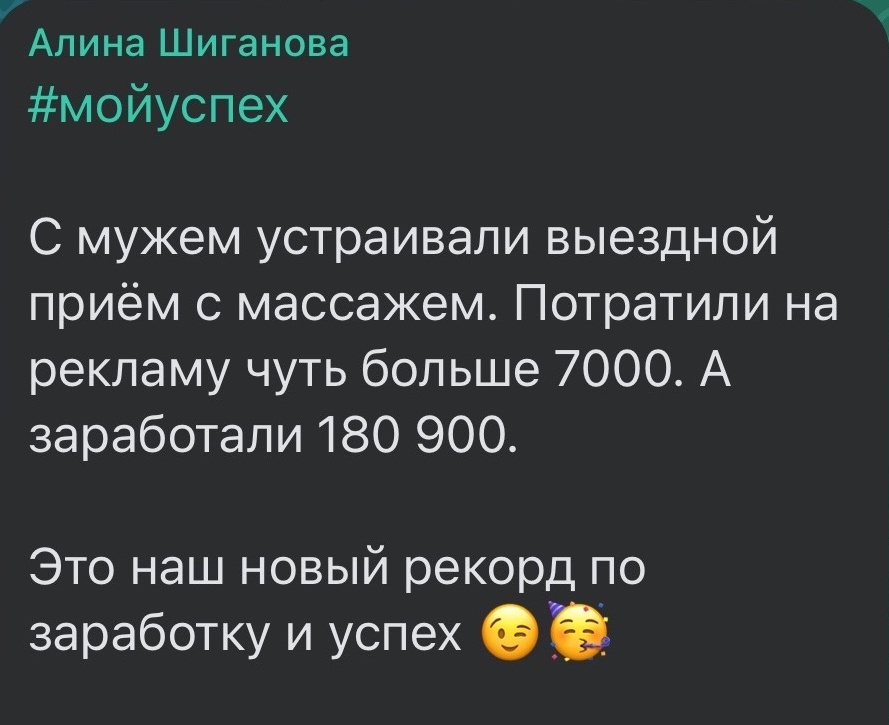 Алина Шиганова
#мойуспех
С мужем устраивали выездной
приём с массажем. Потратили на
рекламу чуть больше 7000. А
заработали 180 900.
Это наш новый рекорд по
заработку и успех 😉🥳